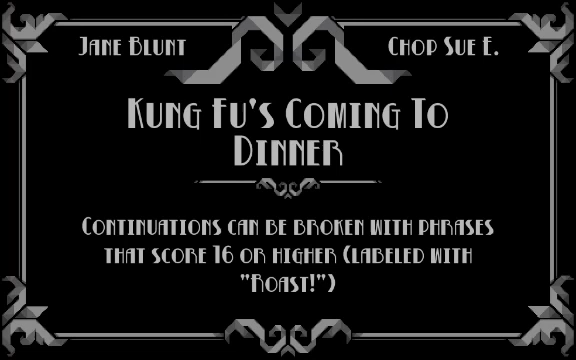 Jane Blunt
Chop Sue E.
Kung Fu's Coming To
Dinner
Continuations can be broken with phrases
that score 16 or higher (labeled with
"Roast!")